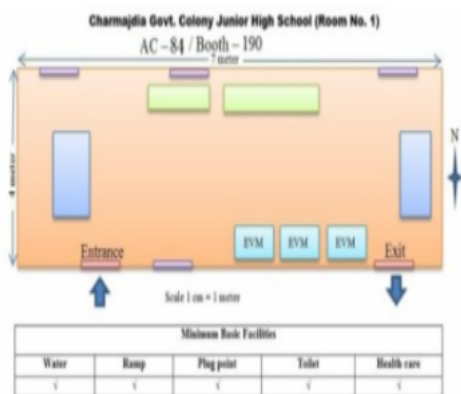 Charmajdia Govt. Colony Junior High School (Room No. 1)
AC – 84 / Booth – 190
7 meter
4 meter
N
EVM EVM EVM
Entrance Exit
Scale 1 cm = 1 meter
Minimum Basic Facilities
Water Ramp Plug point Toilet Health care
√ √ √ √ √